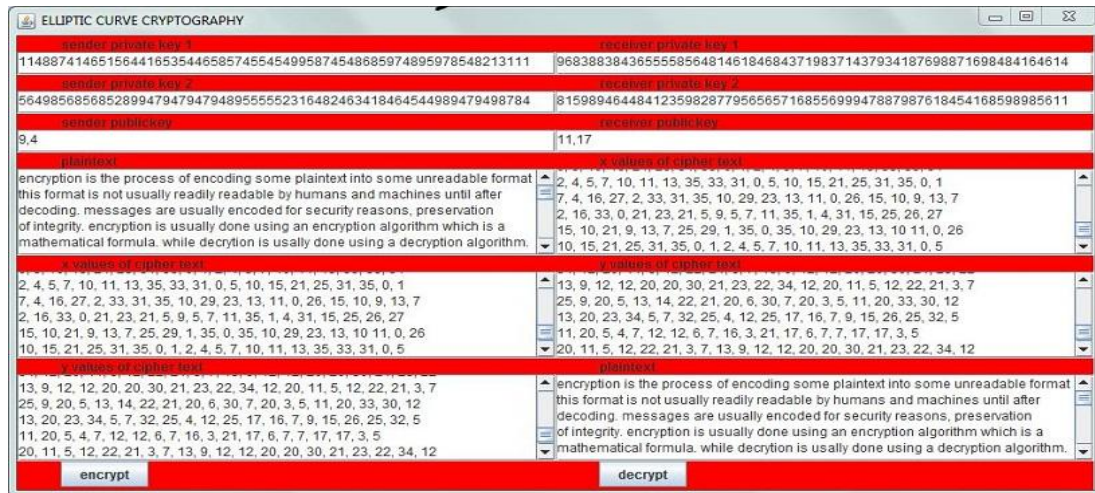 ELLIPTIC CURVE CRYPTOGRAPHY
sender private key 1
receiver private key 1
1148874146515644165354465857455454995874548685974895978548213111
9683883843655558564814618468437198371437934187698871698484164614
sender private key 2
receiver private key 2
5649856856852899479479479489555552316482463418464544989479498784
8159894644841235982877956565716855699947887987618454168598985611
sender publickey
receiver publickey
9,4
11,17
plaintext
encryption is the process of encoding some plaintext into some unreadable format
this format is not usually readily readable by humans and machines until after
decoding. messages are usually encoded for security reasons, preservation
of integrity. encryption is usually done using an encryption algorithm which is a
mathematical formula. while decrytion is usally done using a decryption algorithm.
x values of cipher text
2, 4, 5, 7, 10, 11, 13, 35, 33, 31, 0, 5, 10, 15, 21, 25, 31, 35, 0, 1
7, 4, 16, 27, 2, 33, 31, 35, 10, 29, 23, 13, 11, 0, 26, 15, 10, 9, 13, 7
2, 16, 33, 0, 21, 23, 21, 5, 9, 5, 7, 11, 35, 1, 4, 31, 15, 25, 26, 27
15, 10, 21, 9, 13, 7, 25, 29, 1, 35, 0, 35, 10, 29, 23, 13, 10 11, 0, 26
10, 15, 21, 25, 31, 35, 0, 1, 2, 4, 5, 7, 10, 11, 13, 35, 33, 31, 0, 5
x values of cipher text
2, 4, 5, 7, 10, 11, 13, 35, 33, 31, 0, 5, 10, 15, 21, 25, 31, 35, 0, 1
7, 4, 16, 27, 2, 33, 31, 35, 10, 29, 23, 13, 11, 0, 26, 15, 10, 9, 13, 7
2, 16, 33, 0, 21, 23, 21, 5, 9, 5, 7, 11, 35, 1, 4, 31, 15, 25, 26, 27
15, 10, 21, 9, 13, 7, 25, 29, 1, 35, 0, 35, 10, 29, 23, 13, 10 11, 0, 26
10, 15, 21, 25, 31, 35, 0, 1, 2, 4, 5, 7, 10, 11, 13, 35, 33, 31, 0, 5
y values of cipher text
13, 9, 12, 12, 20, 20, 30, 21, 23, 22, 34, 12, 20, 11, 5, 12, 22, 21, 3, 7
25, 9, 20, 5, 13, 14, 22, 21, 20, 6, 30, 7, 20, 3, 5, 11, 20, 33, 30, 12
13, 20, 23, 34, 5, 7, 32, 25, 4, 12, 25, 17, 16, 7, 9, 15, 26, 25, 32, 5
11, 20, 5, 4, 7, 12, 12, 6, 7, 16, 3, 21, 17, 6, 7, 7, 17, 17, 3, 5
20, 11, 5, 12, 22, 21, 3, 7, 13, 9, 12, 12, 20, 20, 30, 21, 23, 22, 34, 12
y values of cipher text
13, 9, 12, 12, 20, 20, 30, 21, 23, 22, 34, 12, 20, 11, 5, 12, 22, 21, 3, 7
25, 9, 20, 5, 13, 14, 22, 21, 20, 6, 30, 7, 20, 3, 5, 11, 20, 33, 30, 12
13, 20, 23, 34, 5, 7, 32, 25, 4, 12, 25, 17, 16, 7, 9, 15, 26, 25, 32, 5
11, 20, 5, 4, 7, 12, 12, 6, 7, 16, 3, 21, 17, 6, 7, 7, 17, 17, 3, 5
20, 11, 5, 12, 22, 21, 3, 7, 13, 9, 12, 12, 20, 20, 30, 21, 23, 22, 34, 12
plaintext
encryption is the process of encoding some plaintext into some unreadable format
this format is not usually readily readable by humans and machines until after
decoding. messages are usually encoded for security reasons, preservation
of integrity. encryption is usually done using an encryption algorithm which is a
mathematical formula. while decrytion is usally done using a decryption algorithm.
encrypt
decrypt